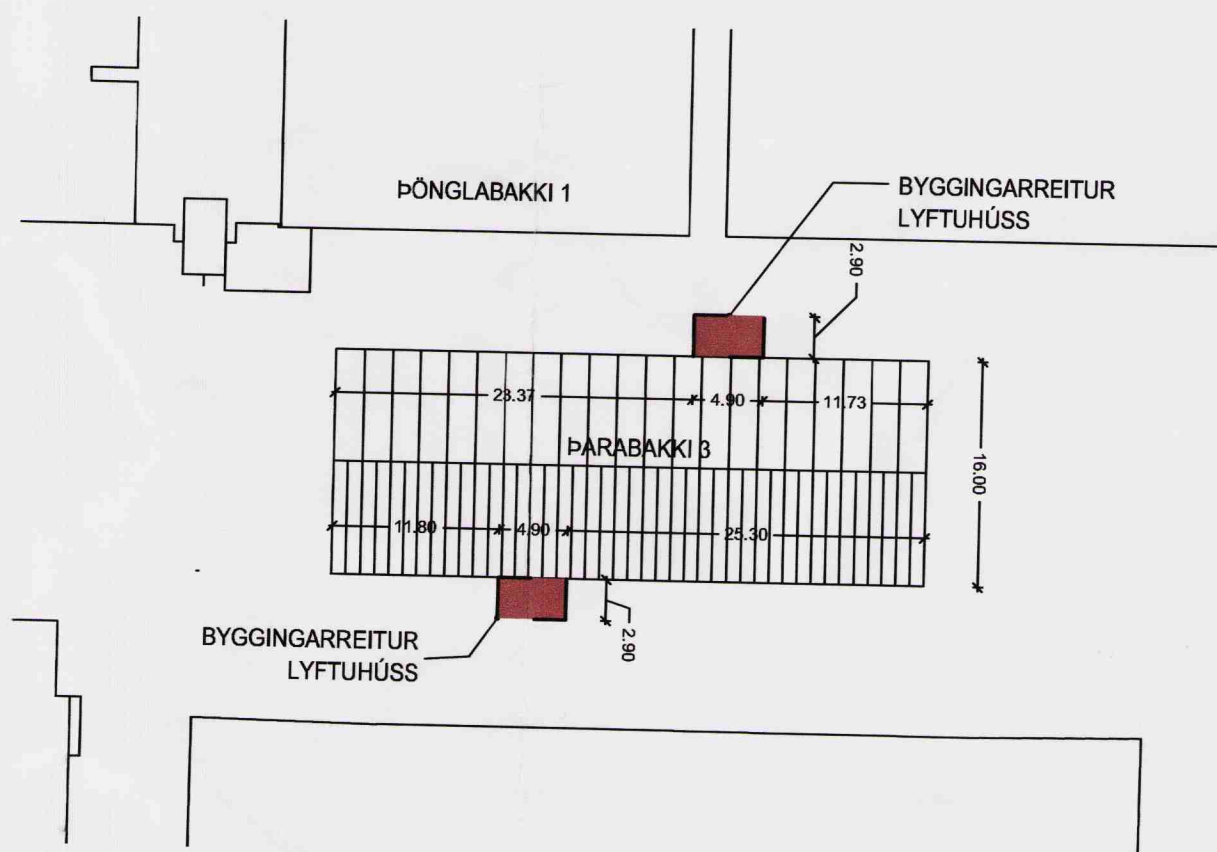 ÞÖNGLABAKKI 1
BYGGINGARREITUR
LYFTUHÚSS
2.90
25.37
4.90
11.73
ÞARABAKKI 3
16.00
11.80
4.90
25.30
2.90
BYGGINGARREITUR
LYFTUHÚSS